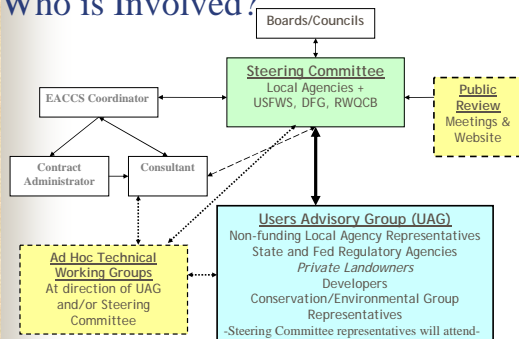 Who is Involved?
Boards/Councils
Steering Committee
Local Agencies +
USFWS, DFG, RWQCB
Public
Review
Meetings &
Website
EACCS Coordinator
Contract
Administrator
Consultant
Users Advisory Group (UAG)
Non-funding Local Agency Representatives
State and Fed Regulatory Agencies
Private Landowners
Developers
Conservation/Environmental Group
Representatives
-Steering Committee representatives will attend-
Ad Hoc Technical
Working Groups
At direction of UAG
and/or Steering
Committee